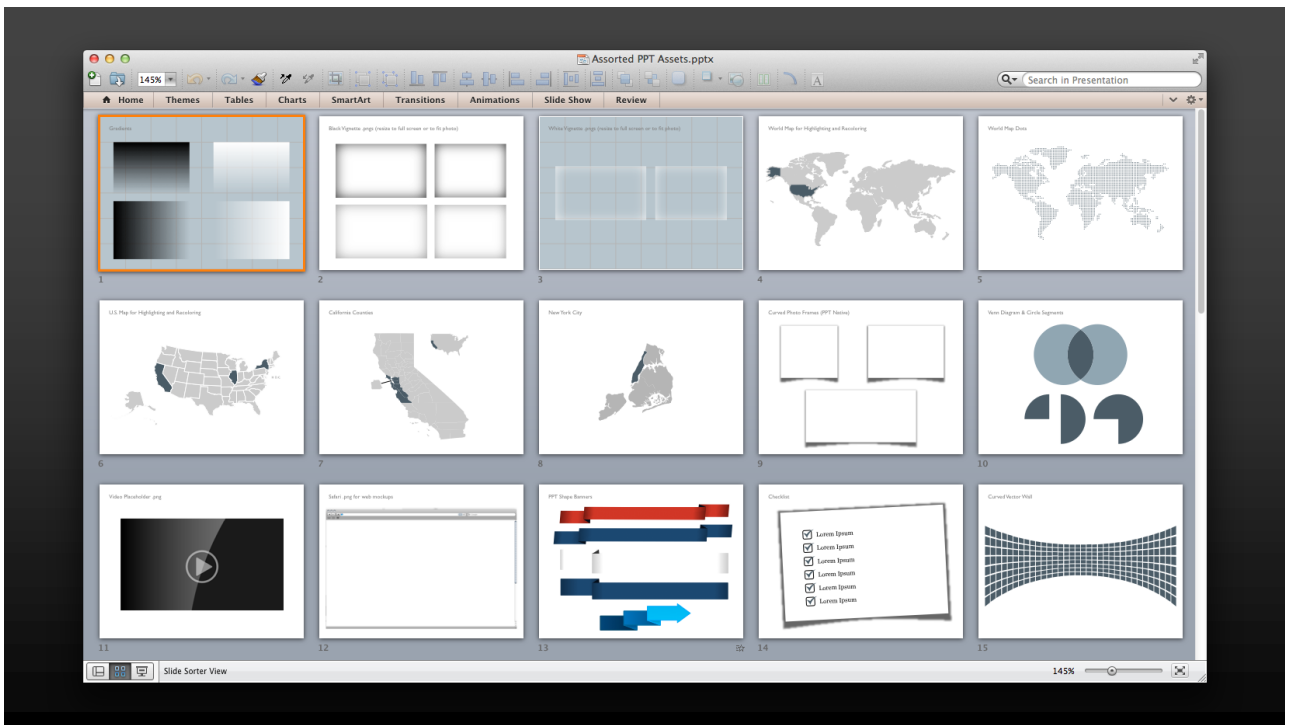 Assorted PPT Assets.pptx
145%
Search in Presentation
Home Themes Tables Charts SmartArt Transitions Animations Slide Show Review
Gradients
Black Vignette .pngs (resize to full screen or to fit photo)
White Vignette .pngs (resize to full screen or to fit photo)
World Map for Highlighting and Recoloring
World Map Dots
1 2 3 4 5
U.S. Map for Highlighting and Recoloring
California Counties
New York City
Curved Photo Frames (PPT Native)
Venn Diagram & Circle Segments
6 7 8 9 10
Video Placeholder .png
Safari .png for web mockups
PPT Shape Banners
Checklist
Lorem Ipsum
Lorem Ipsum
Lorem Ipsum
Lorem Ipsum
Lorem Ipsum
Lorem Ipsum
Curved Vector Wall
11 12 13 14 15
Slide Sorter View
145%